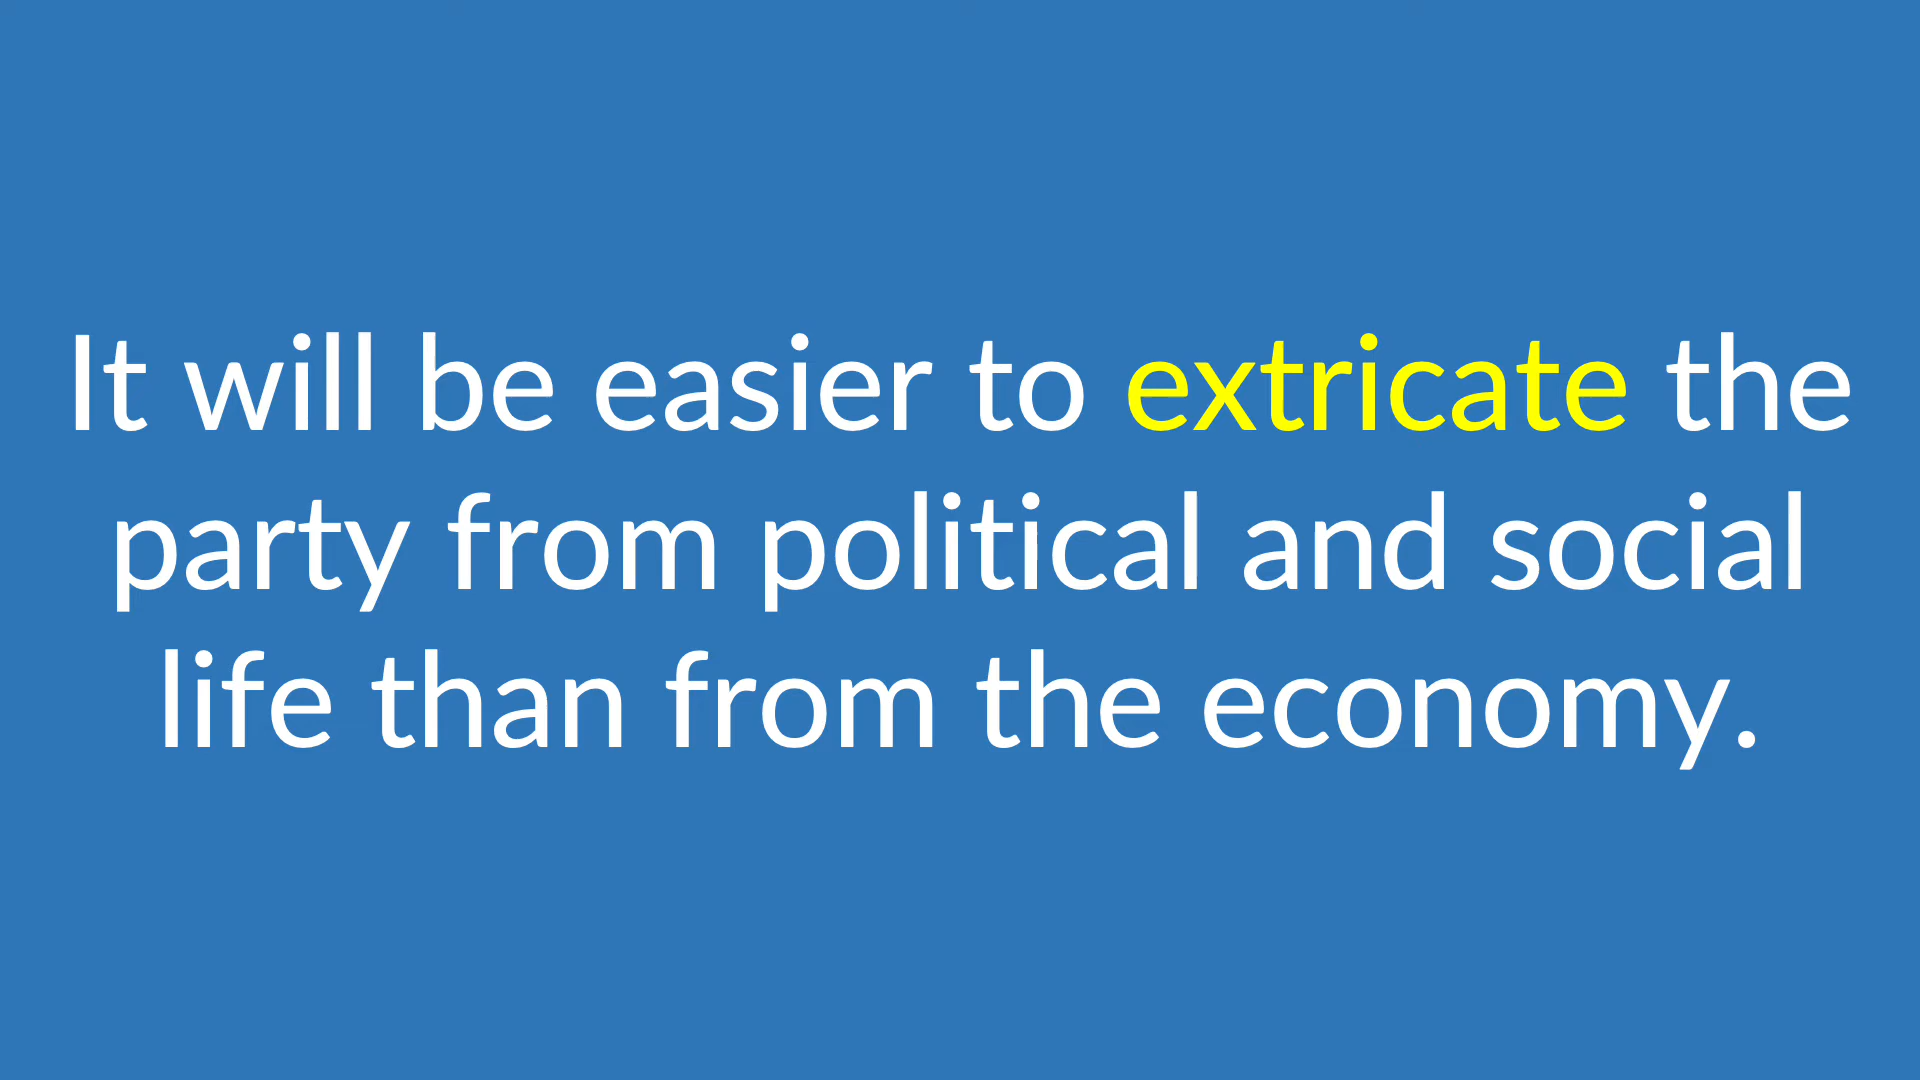 It will be easier to extricate the
party from political and social
life than from the economy.